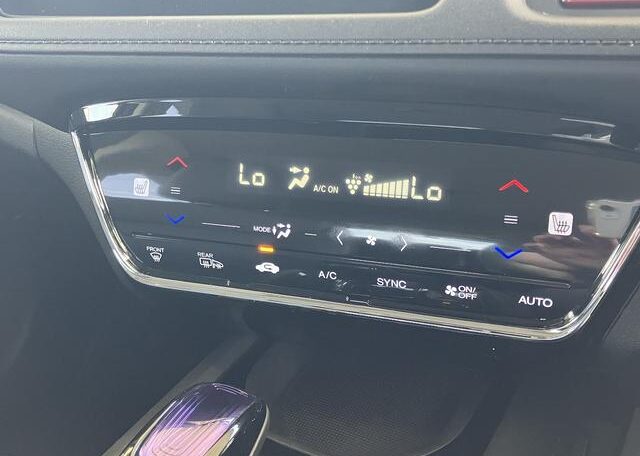 Lo A/C ON Lo
MODE
FRONT REAR A/C SYNC ON/OFF AUTO